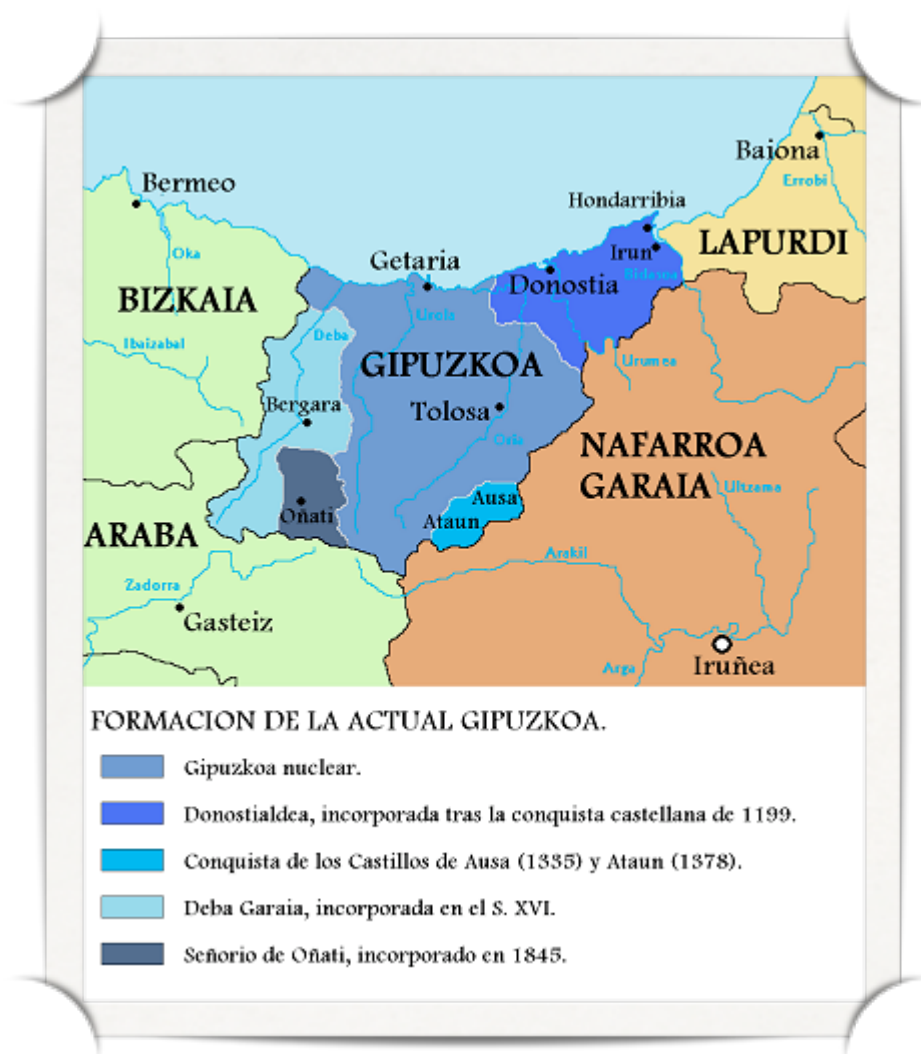 Baiona
Errobi
Bermeo
Hondarribia
Oka
Irun
LAPURDI
Getaria
Bidasoa
Donostia
BIZKAIA
Urola
Deba
Ibaizabal
GIPUZKOA
Urumea
Bergara
Tolosa
Oria
NAFARROA
GARAIA
Ultzama
Ausa
Oñati
Ataun
ARABA
Arakil
Zadorra
Gasteiz
Arga
Iruñea
FORMACION DE LA ACTUAL GIPUZKOA.
Gipuzkoa nuclear.
Donostialdea, incorporada tras la conquista castellana de 1199.
Conquista de los Castillos de Ausa (1335) y Ataun (1378).
Deba Garaia, incorporada en el S. XVI.
Señorio de Oñati, incorporado en 1845.